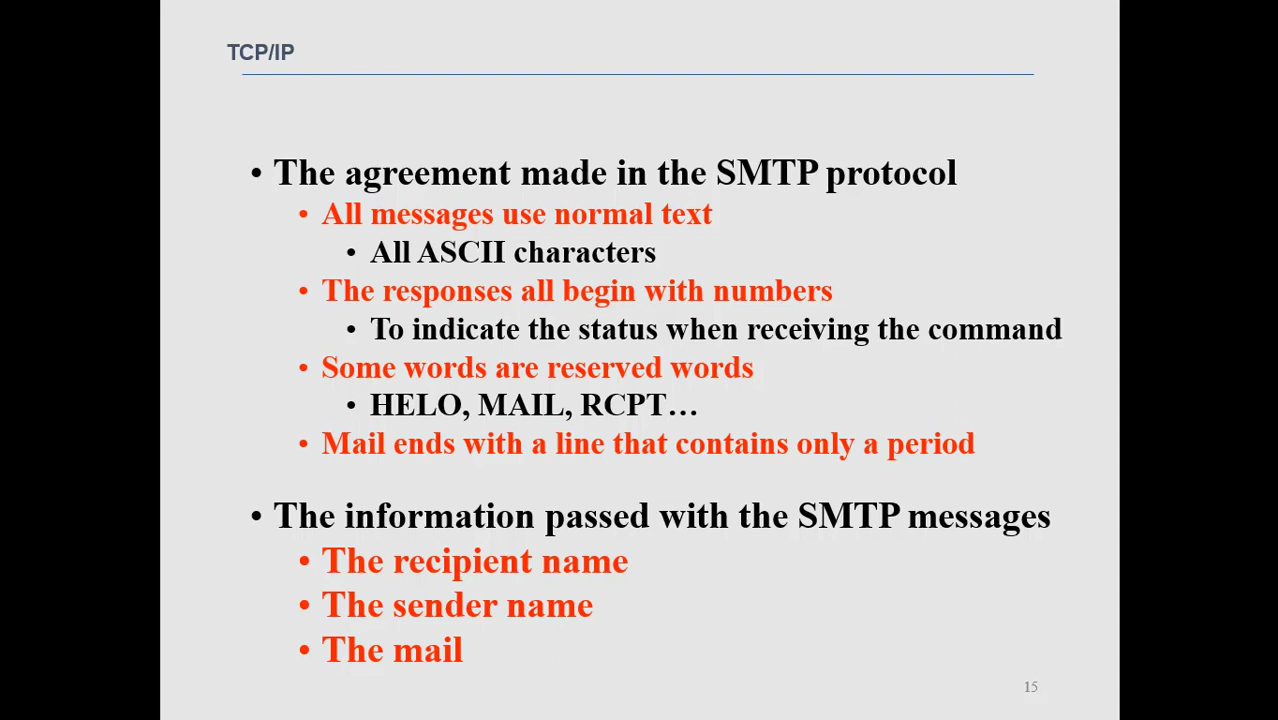 TCP/IP
• The agreement made in the SMTP protocol
• All messages use normal text
• All ASCII characters
• The responses all begin with numbers
• To indicate the status when receiving the command
• Some words are reserved words
• HELO, MAIL, RCPT…
• Mail ends with a line that contains only a period
• The information passed with the SMTP messages
• The recipient name
• The sender name
• The mail
15